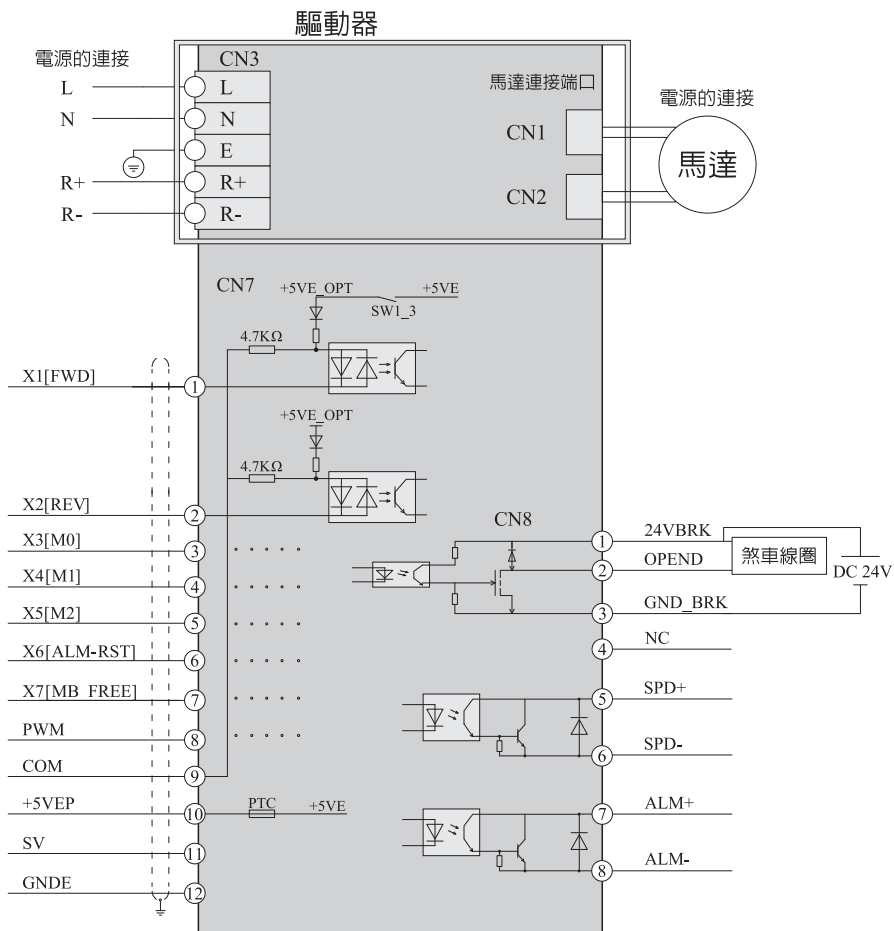 驅動器
電源的連接
CN3
L
L
N
N
E
R+
R+
R-
R-
馬達連接端口
CN1
CN2
電源的連接
馬達
CN7
+5VE_OPT
+5VE
SW1_3
4.7KΩ
X1[FWD]
1
+5VE_OPT
4.7KΩ
X2[REV]
2
X3[M0]
3
X4[M1]
4
X5[M2]
5
X6[ALM-RST]
6
X7[MB_FREE]
7
PWM
8
COM
9
+5VEP
10
PTC
+5VE
SV
11
GNDE
12
CN8
1
24VBRK
煞車線圈
DC 24V
2
OPEND
3
GND_BRK
4
NC
5
SPD+
6
SPD-
7
ALM+
8
ALM-